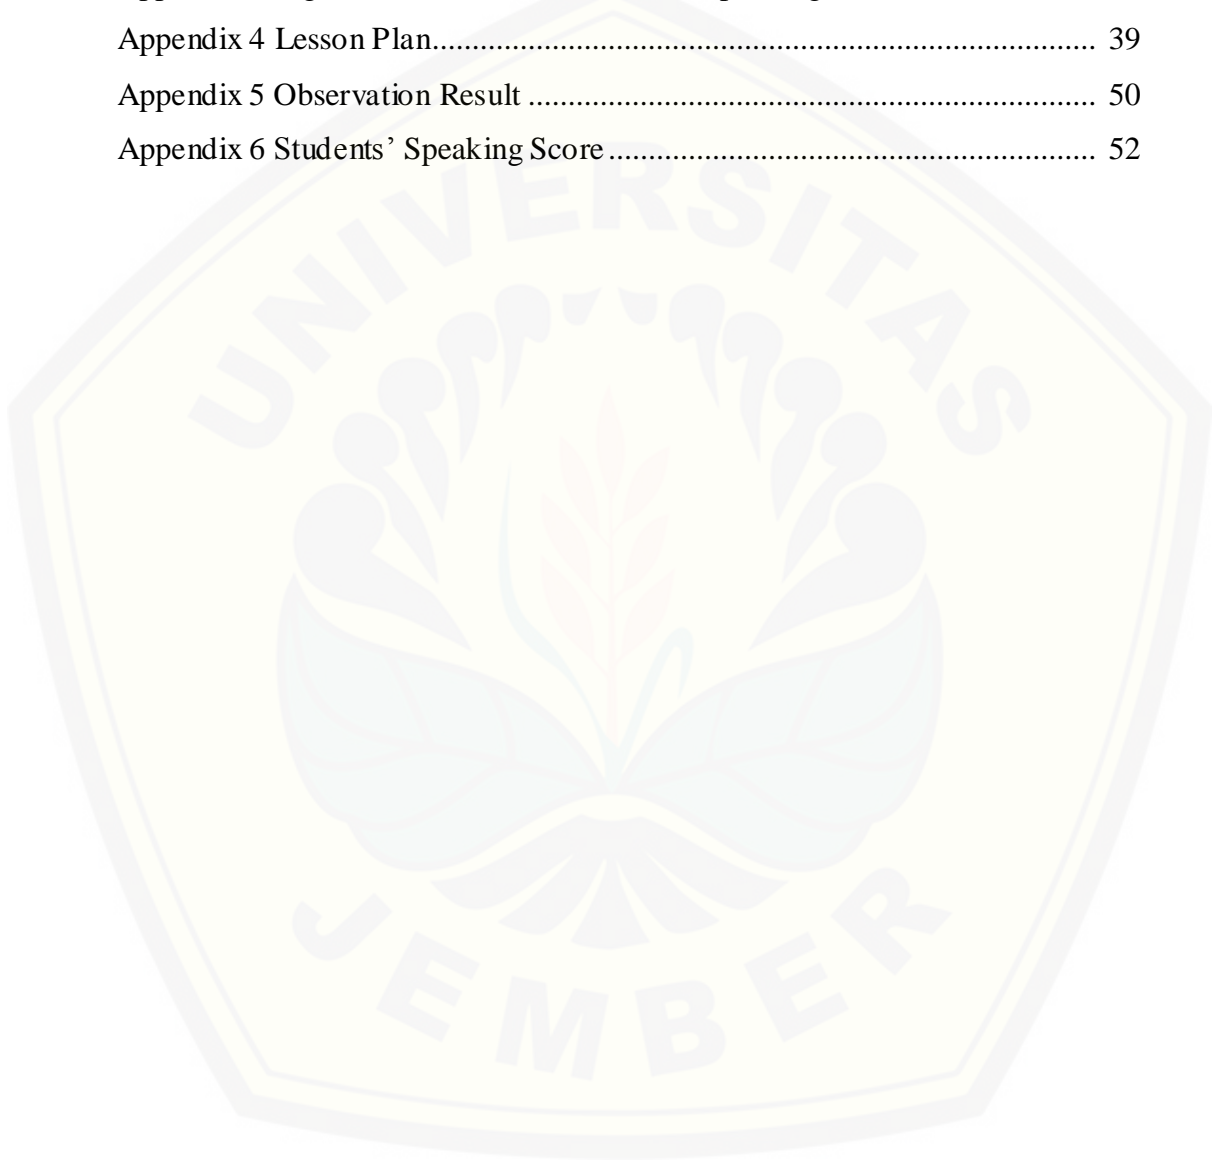 Appendix 4 Lesson Plan...................................................................................... 39
Appendix 5 Observation Result ......................................................................... 50
Appendix 6 Students’ Speaking Score............................................................... 52
UNIVERSITAS
JEMBER